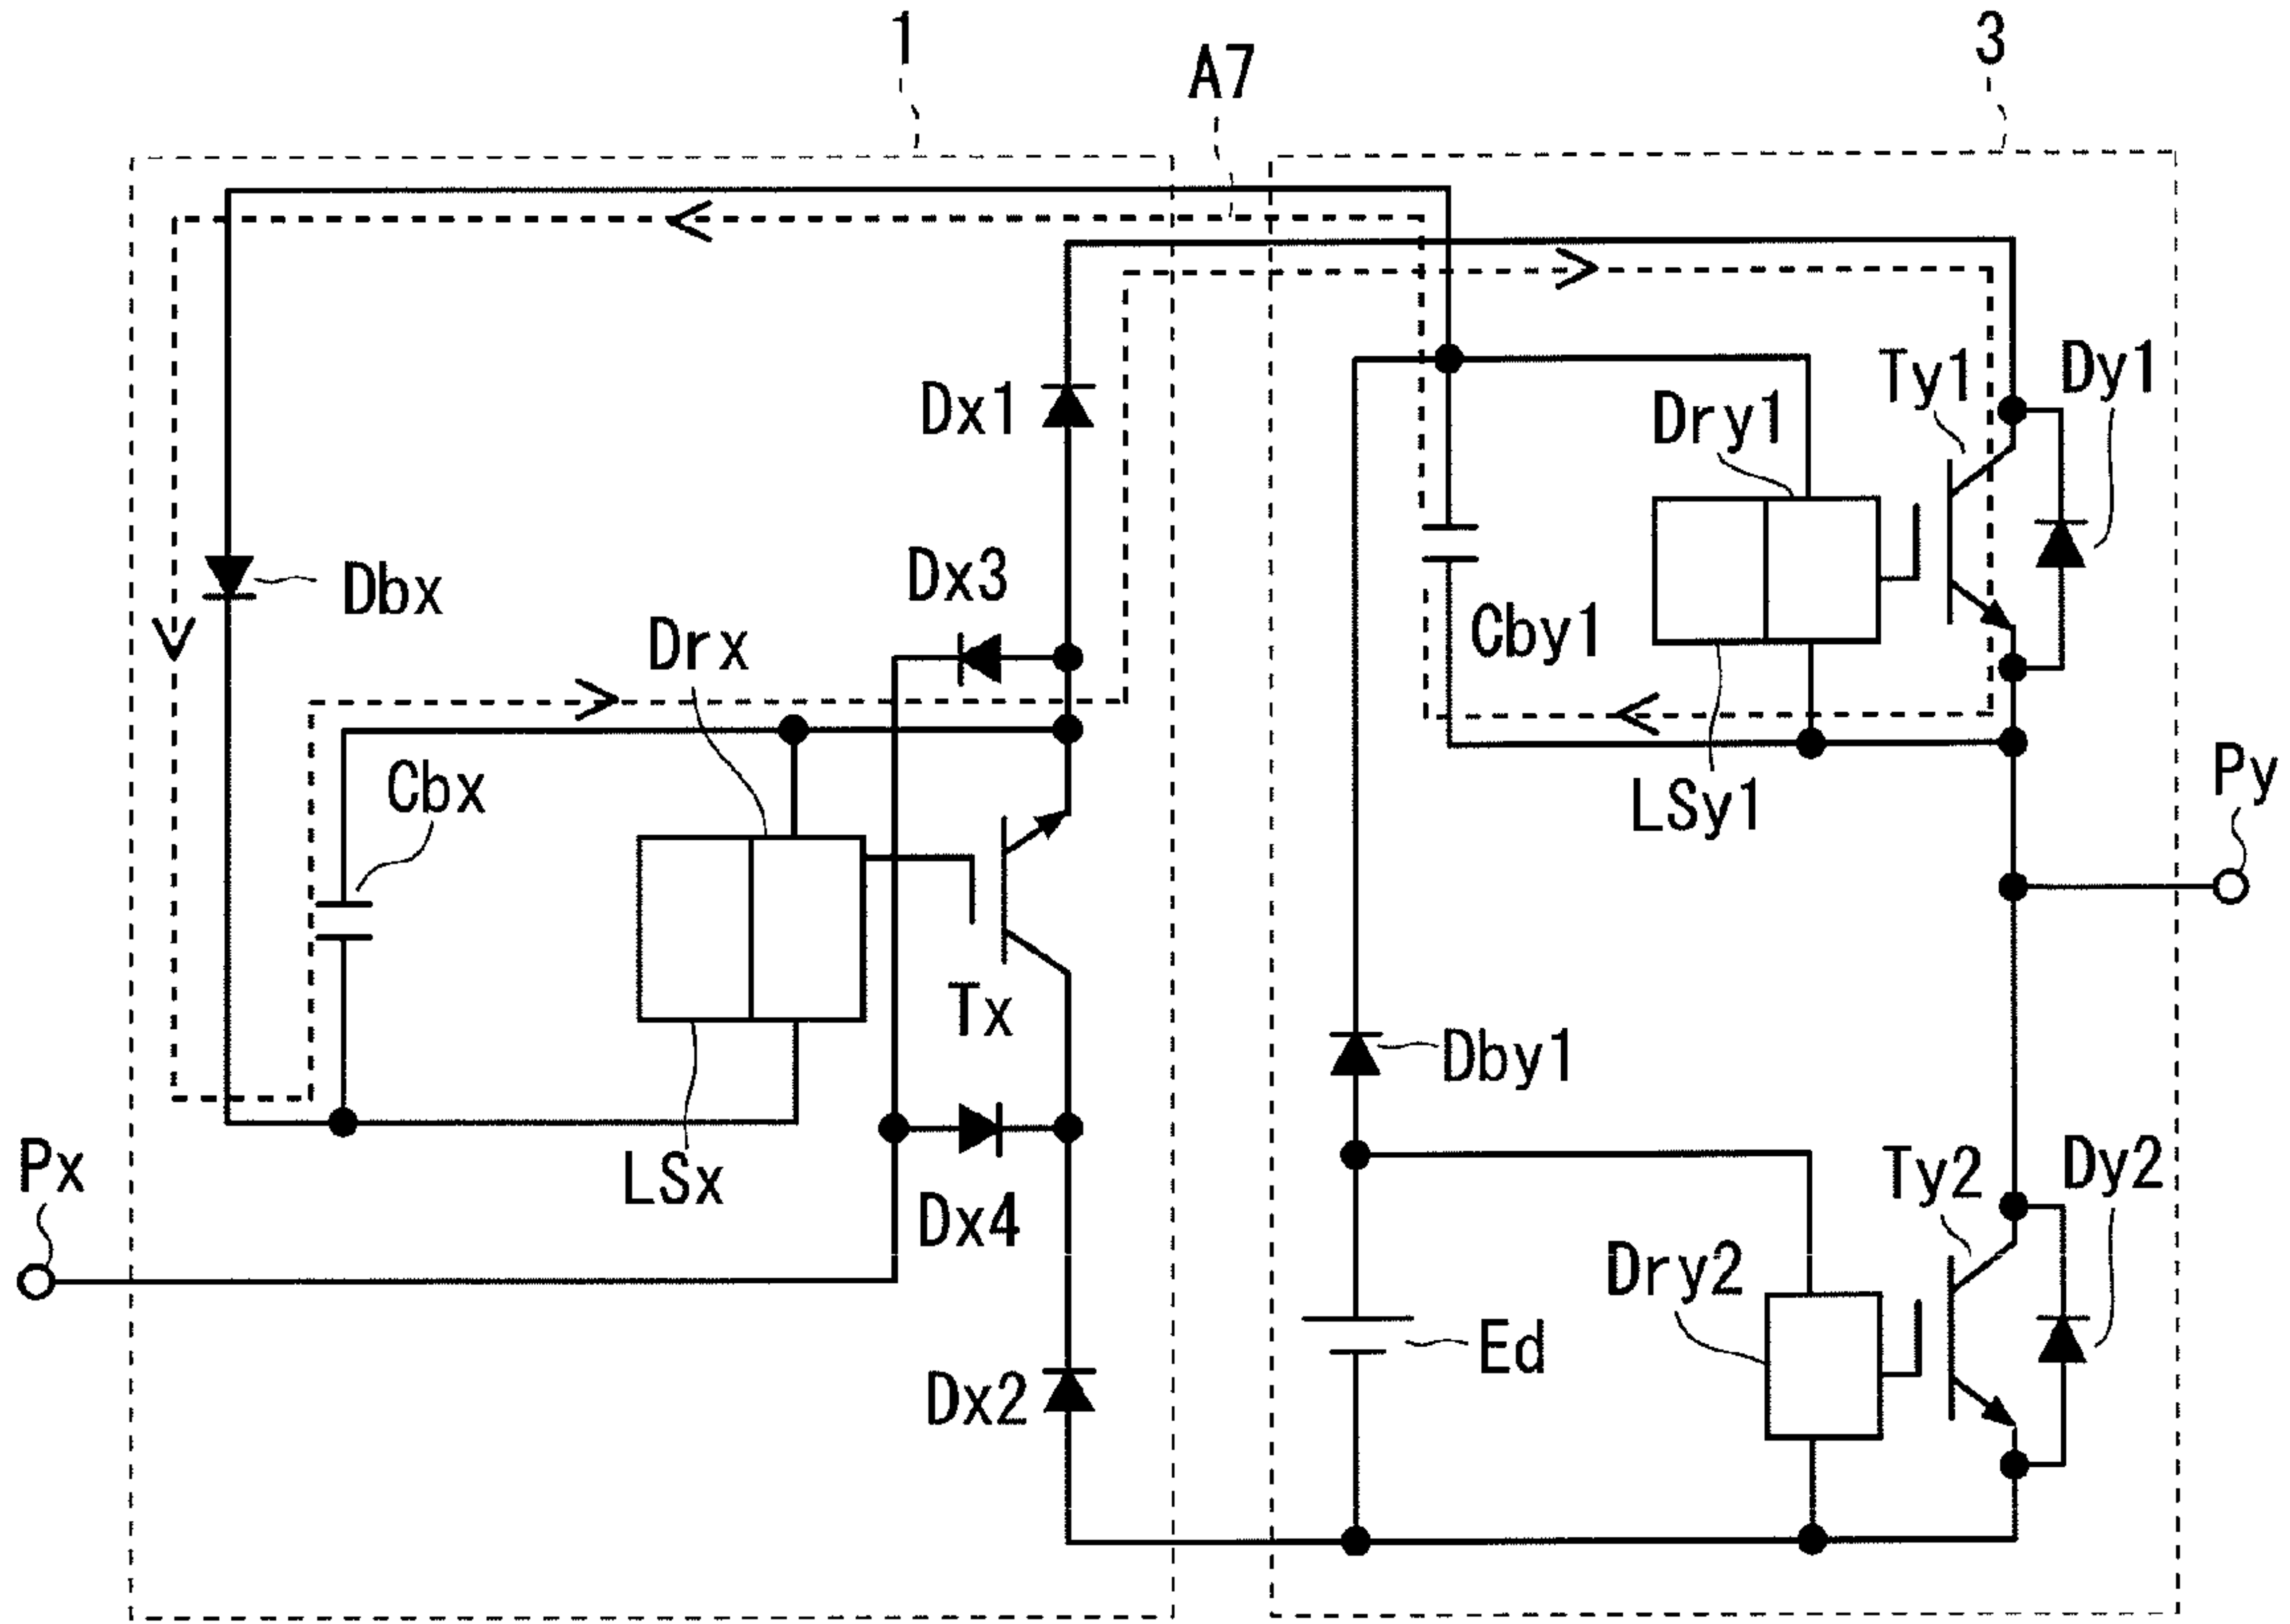 1
3
A7
Dx1
Ty1
Dy1
Dry1
Dbx
Dx3
Drx
Cby1
Cbx
LSy1
Py
Tx
Dby1
Px
LSx
Dx4
Ty2
Dy2
Dry2
Ed
Dx2